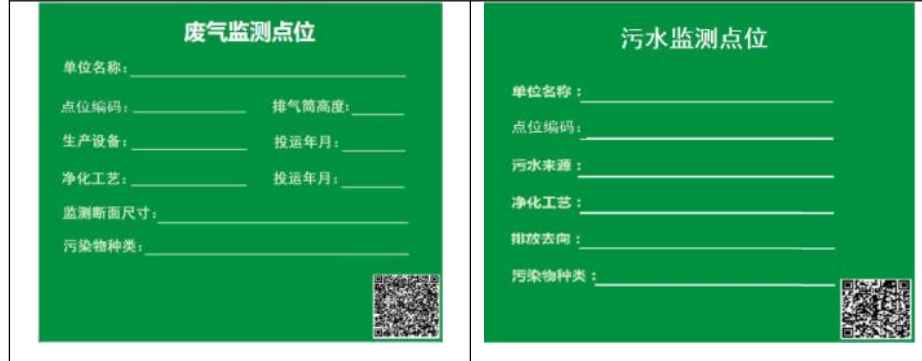 废气监测点位
单位名称：
点位编码： 排气筒高度：
生产设备： 投运年月：
净化工艺： 投运年月：
监测断面尺寸：
污染物种类：
污水监测点位
单位名称：
点位编码：
污水来源：
净化工艺：
排放去向：
污染物种类：